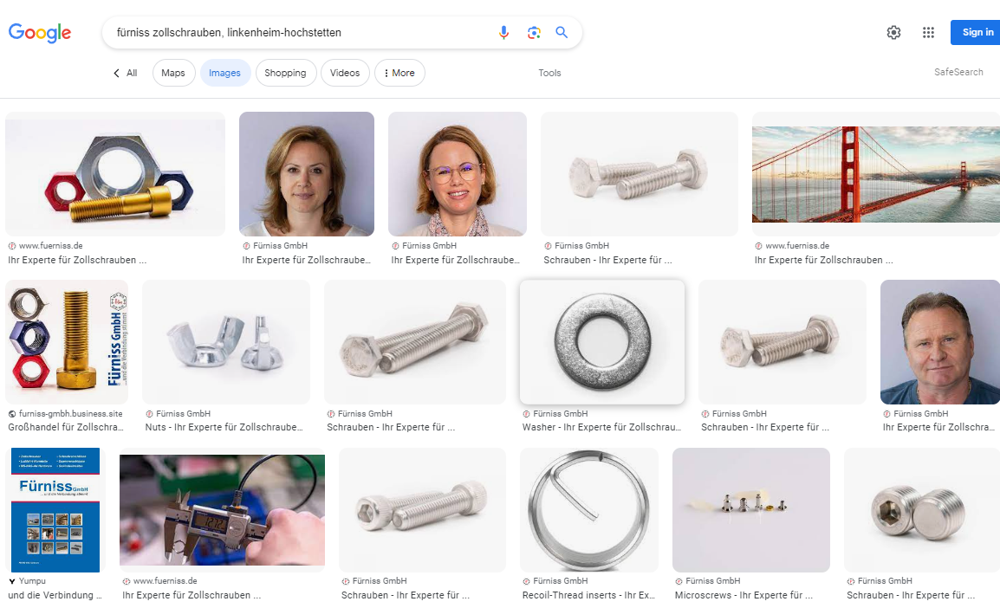 Google
fürniss zollschrauben, linkenheim-hochstetten
Sign in
All
Maps
Images
Shopping
Videos
More
Tools
SafeSearch
www.fuerniss.de
Ihr Experte für Zollschrauben ...
Fürniss GmbH
Ihr Experte für Zollschraube...
Fürniss GmbH
Ihr Experte für Zollschraube...
Fürniss GmbH
Schrauben - Ihr Experte für ...
www.fuerniss.de
Ihr Experte für Zollschrauben ...
Fürniss GmbH
...und die Verbindung stimmt
furniss-gmbh.business.site
Großhandel für Zollschra...
Fürniss GmbH
Nuts - Ihr Experte für Zollschraube...
Fürniss GmbH
Schrauben - Ihr Experte für ...
Fürniss GmbH
Washer - Ihr Experte für Zollschrau...
Fürniss GmbH
Schrauben - Ihr Experte für ...
Fürniss GmbH
Ihr Experte für Zollschra...
Fürniss GmbH
...und die Verbindung stimmt
Yumpu
und die Verbindung ...
www.fuerniss.de
Ihr Experte für Zollschrauben ...
Fürniss GmbH
Schrauben - Ihr Experte für ...
Fürniss GmbH
Recoil-Thread inserts - Ihr Ex...
Fürniss GmbH
Microscrews - Ihr Experte für ...
Fürniss GmbH
Schrauben - Ihr Experte für ...